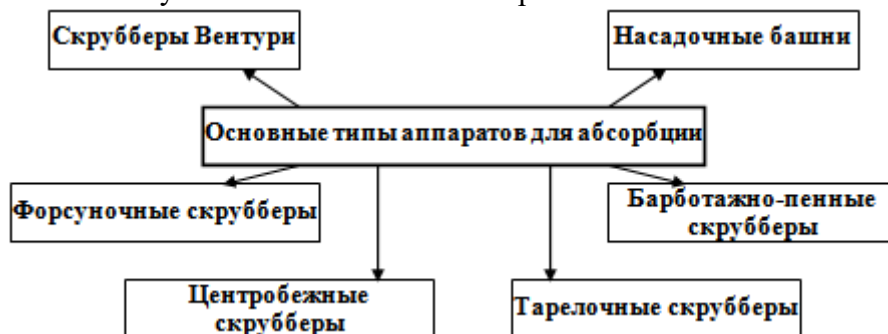 Скрубберы Вентури
Насадочные башни
Основные типы аппаратов для абсорбции
Форсуночные скрубберы
Барботажно-пенные
скрубберы
Центробежные
скрубберы
Тарелочные скрубберы